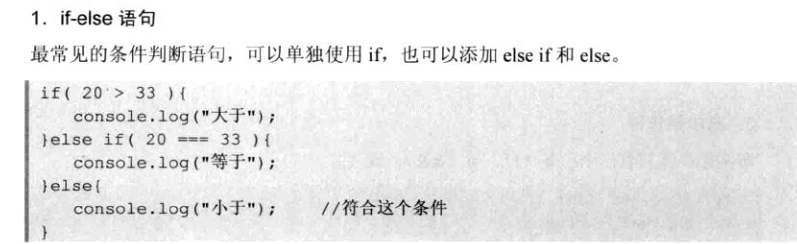 1．if-else 语句
最常见的条件判断语句，可以单独使用 if，也可以添加 else if 和 else。
if( 20 > 33 ){
console.log("大于");
}else if( 20 === 33 ){
console.log("等于");
}else{
console.log("小于"); //符合这个条件
}